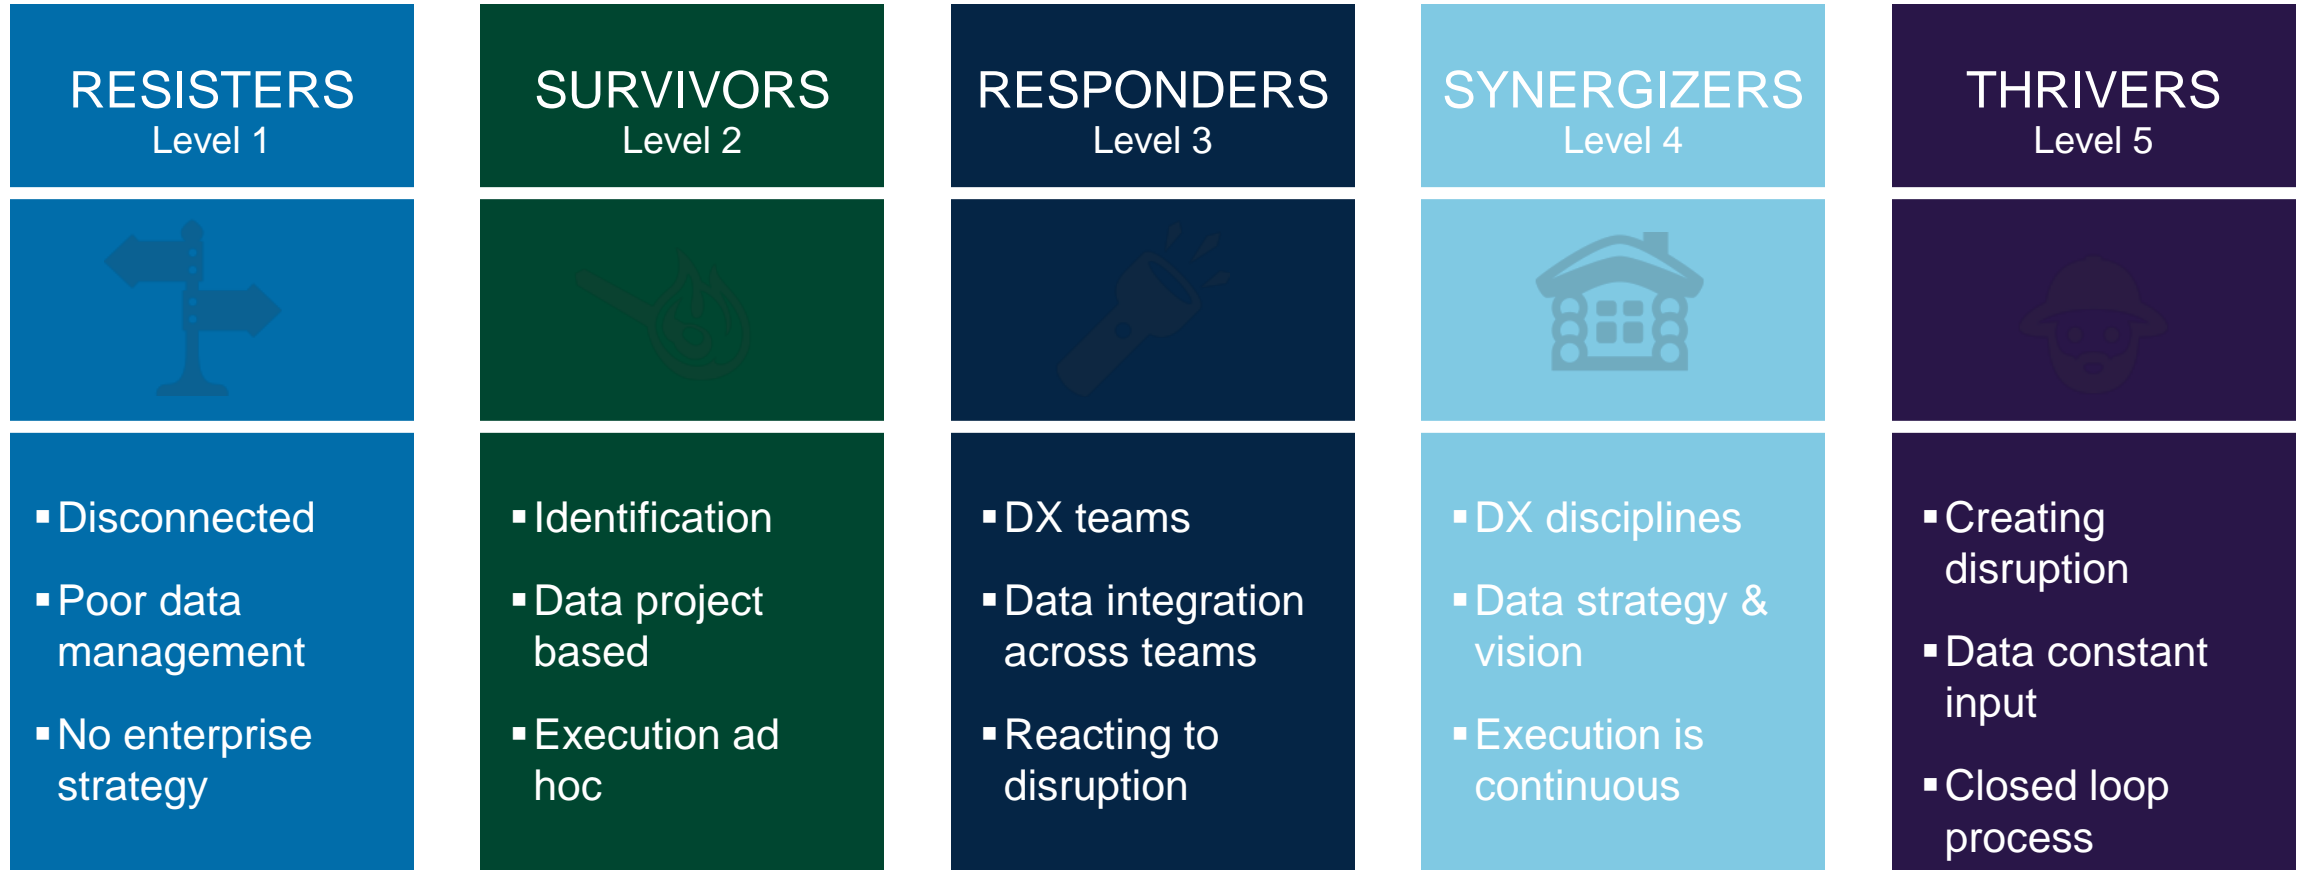 RESISTERS
Level 1
▪Disconnected
▪Poor data
management
▪No enterprise
strategy
SURVIVORS
Level 2
▪Identification
▪Data project
based
▪Execution ad
hoc
RESPONDERS
Level 3
▪DX teams
▪Data integration
across teams
▪Reacting to
disruption
SYNERGIZERS
Level 4
▪DX disciplines
▪Data strategy &
vision
▪Execution is
continuous
THRIVERS
Level 5
▪Creating
disruption
▪Data constant
input
▪Closed loop
process